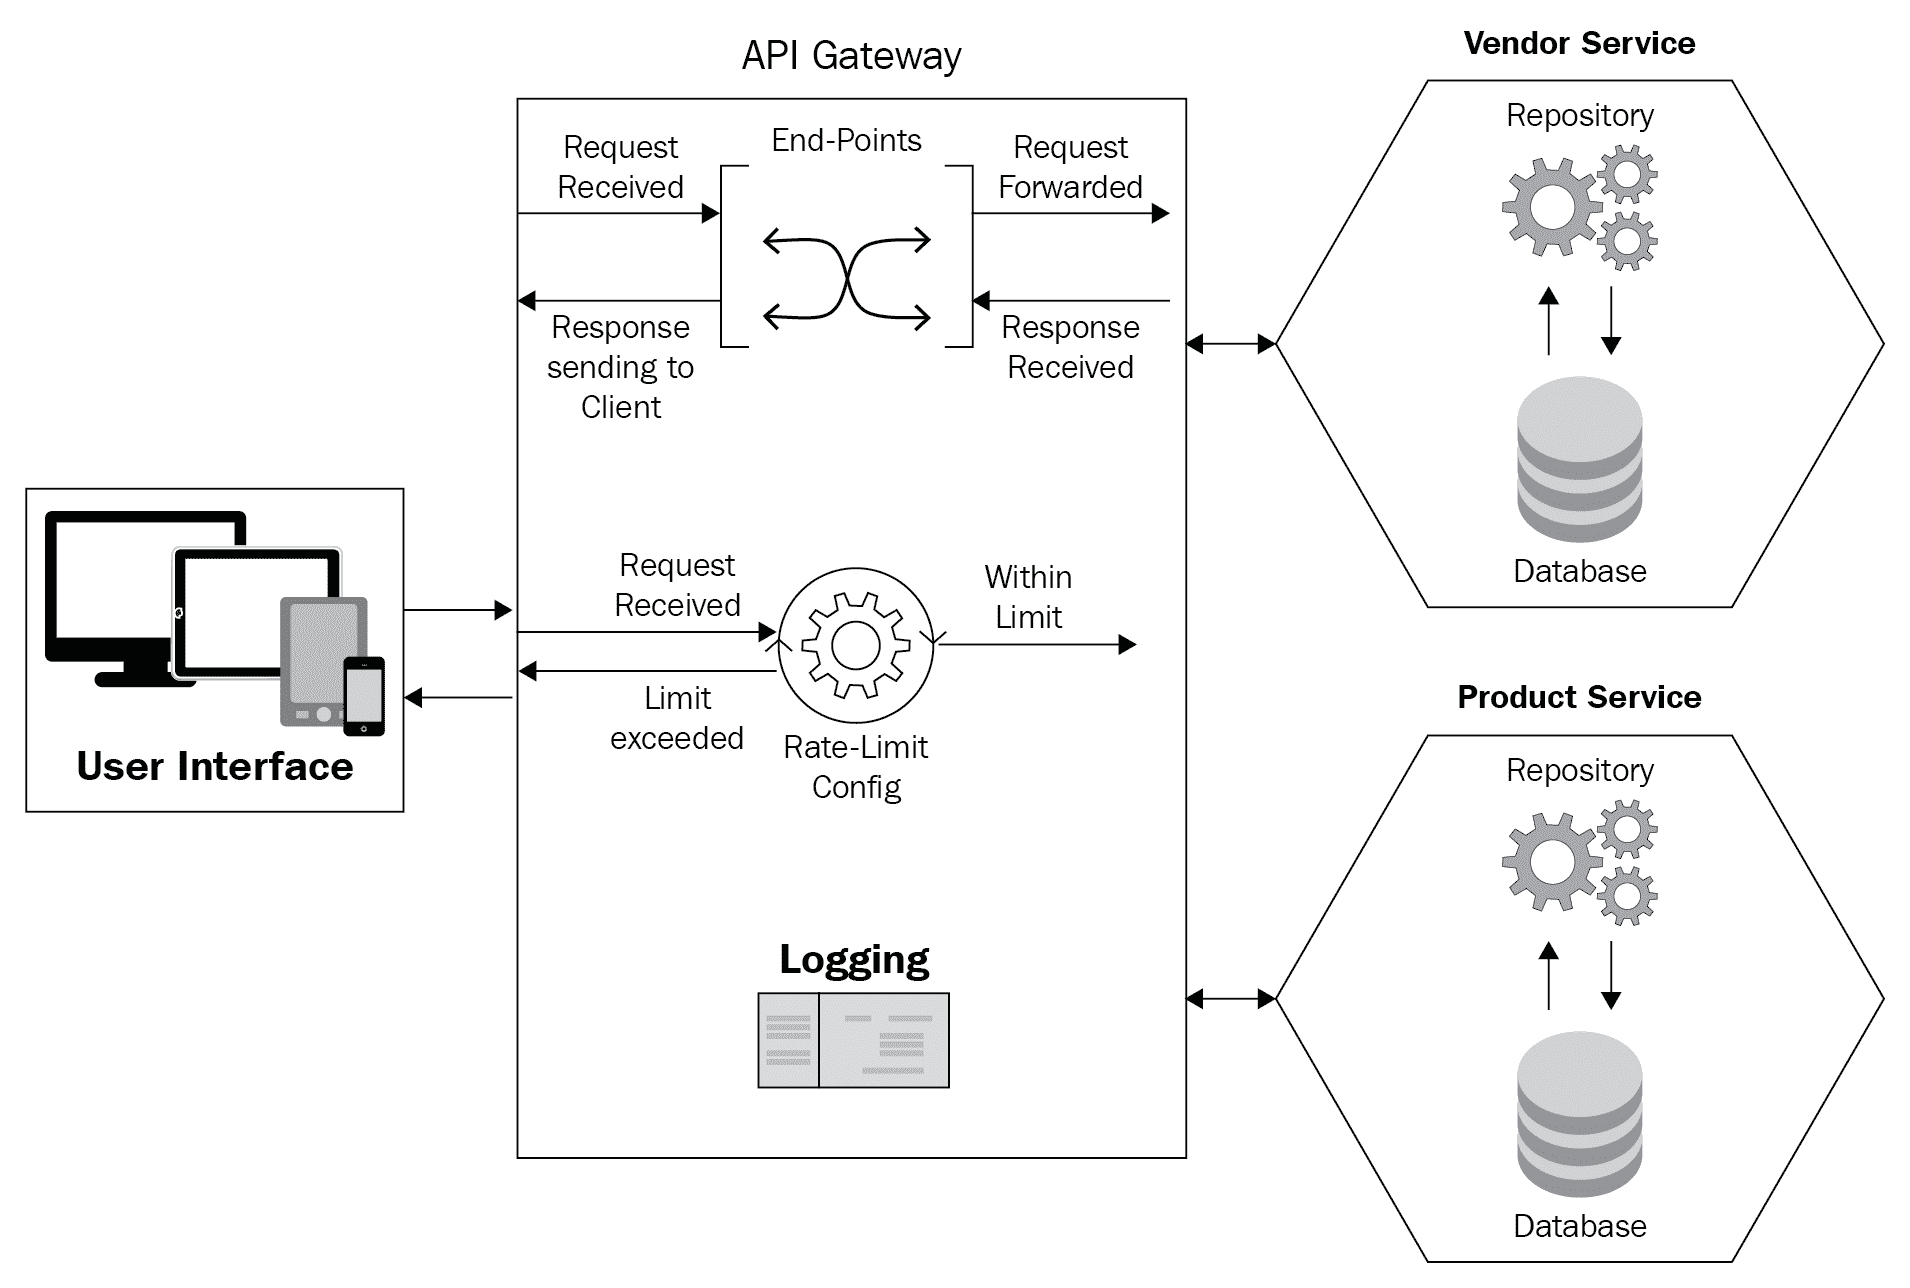 API Gateway
End-Points
Request
Received
Request
Forwarded
Response
sending to
Client
Response
Received
Request
Received
Within
Limit
Limit
exceeded
Rate-Limit
Config
Logging
User Interface
Vendor Service
Repository
Database
Product Service
Repository
Database